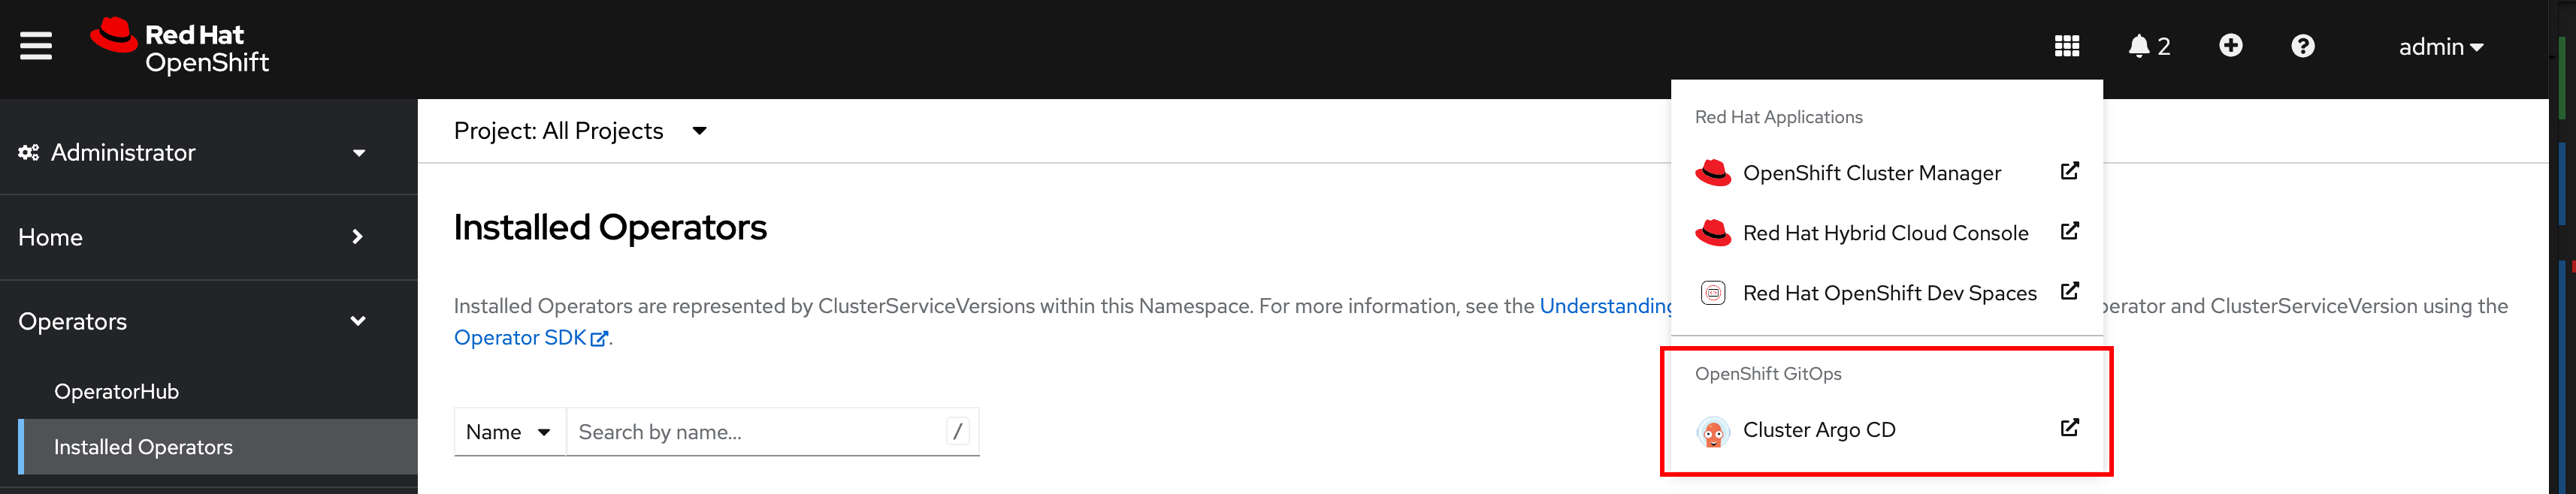 Red Hat
OpenShift
2
admin
Administrator
Home
Operators
OperatorHub
Installed Operators
Project: All Projects
Installed Operators
Installed Operators are represented by ClusterServiceVersions within this Namespace. For more information, see the Understanding
perator and ClusterServiceVersion using the
Operator SDK.
Name
Search by name...
/
Red Hat Applications
OpenShift Cluster Manager
Red Hat Hybrid Cloud Console
Red Hat OpenShift Dev Spaces
OpenShift GitOps
Cluster Argo CD